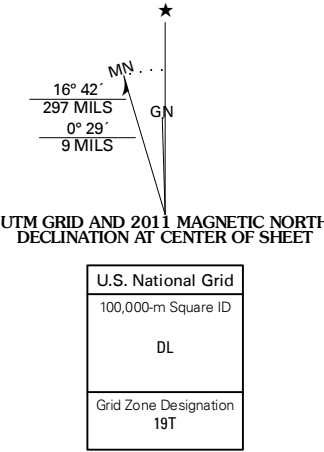 ★
MN
16° 42´
297 MILS
GN
0° 29´
9 MILS
UTM GRID AND 2011 MAGNETIC NORTH
DECLINATION AT CENTER OF SHEET
U.S. National Grid
100,000-m Square ID
DL
Grid Zone Designation
19T